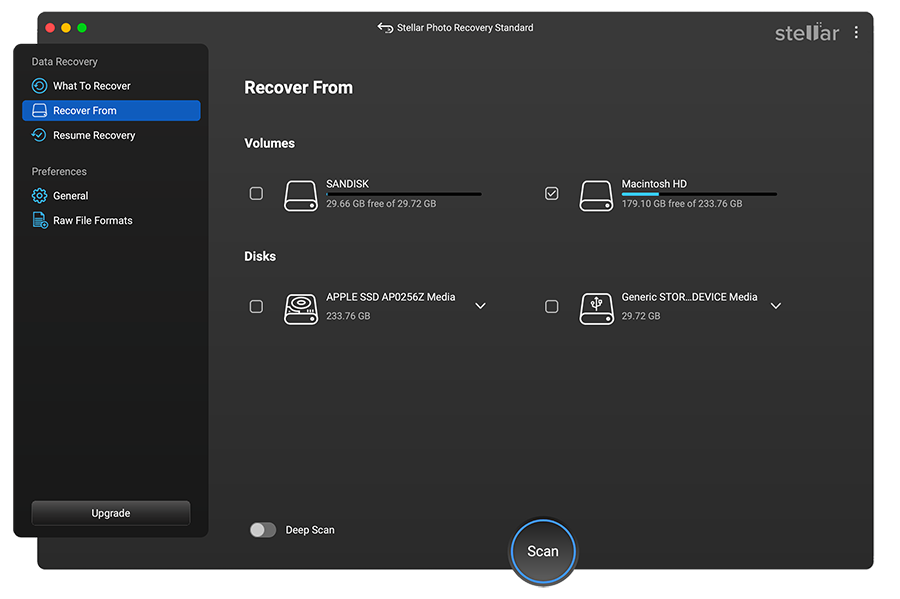 Stellar Photo Recovery Standard
stellar
Data Recovery
What To Recover
Recover From
Resume Recovery
Preferences
General
Raw File Formats
Upgrade
Recover From
Volumes
SANDISK
29.66 GB free of 29.72 GB
Macintosh HD
179.10 GB free of 233.76 GB
Disks
APPLE SSD AP0256Z Media
233.76 GB
Generic STOR...DEVICE Media
29.72 GB
Deep Scan
Scan